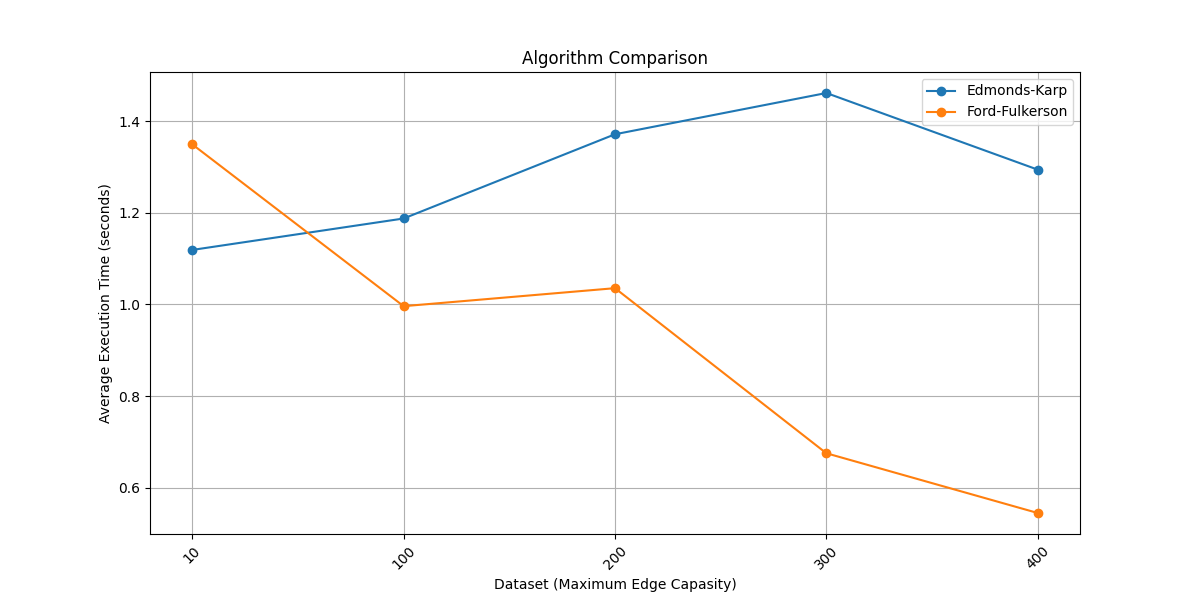 Algorithm Comparison
Edmonds-Karp
Ford-Fulkerson
Average Execution Time (seconds)
1.4
1.2
1.0
0.8
0.6
10
100
200
300
400
Dataset (Maximum Edge Capasity)